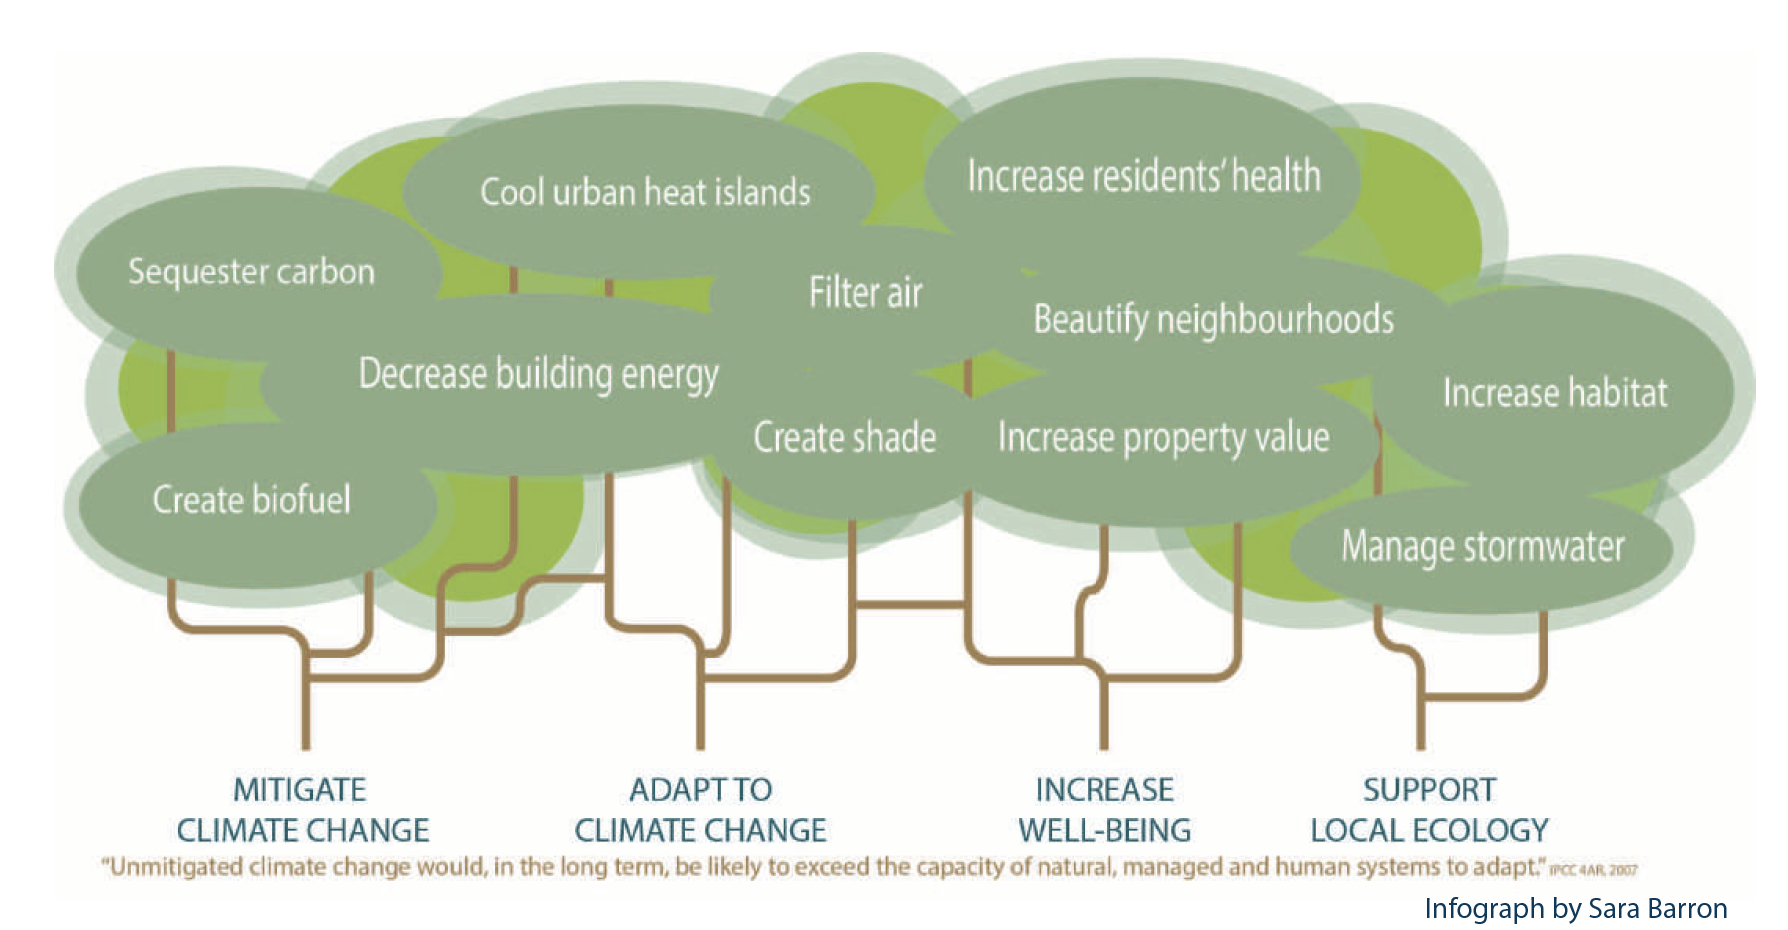 Increase residents' health
Cool urban heat islands
Sequester carbon
Filter air
Beautify neighbourhoods
Decrease building energy
Increase habitat
Create shade
Increase property value
Create biofuel
Manage stormwater
MITIGATE
CLIMATE CHANGE
ADAPT TO
CLIMATE CHANGE
INCREASE
WELL-BEING
SUPPORT
LOCAL ECOLOGY
"Unmitigated climate change would, in the long term, be likely to exceed the capacity of natural, managed and human systems to adapt." IPCC 4AR, 2007
Infograph by Sara Barron